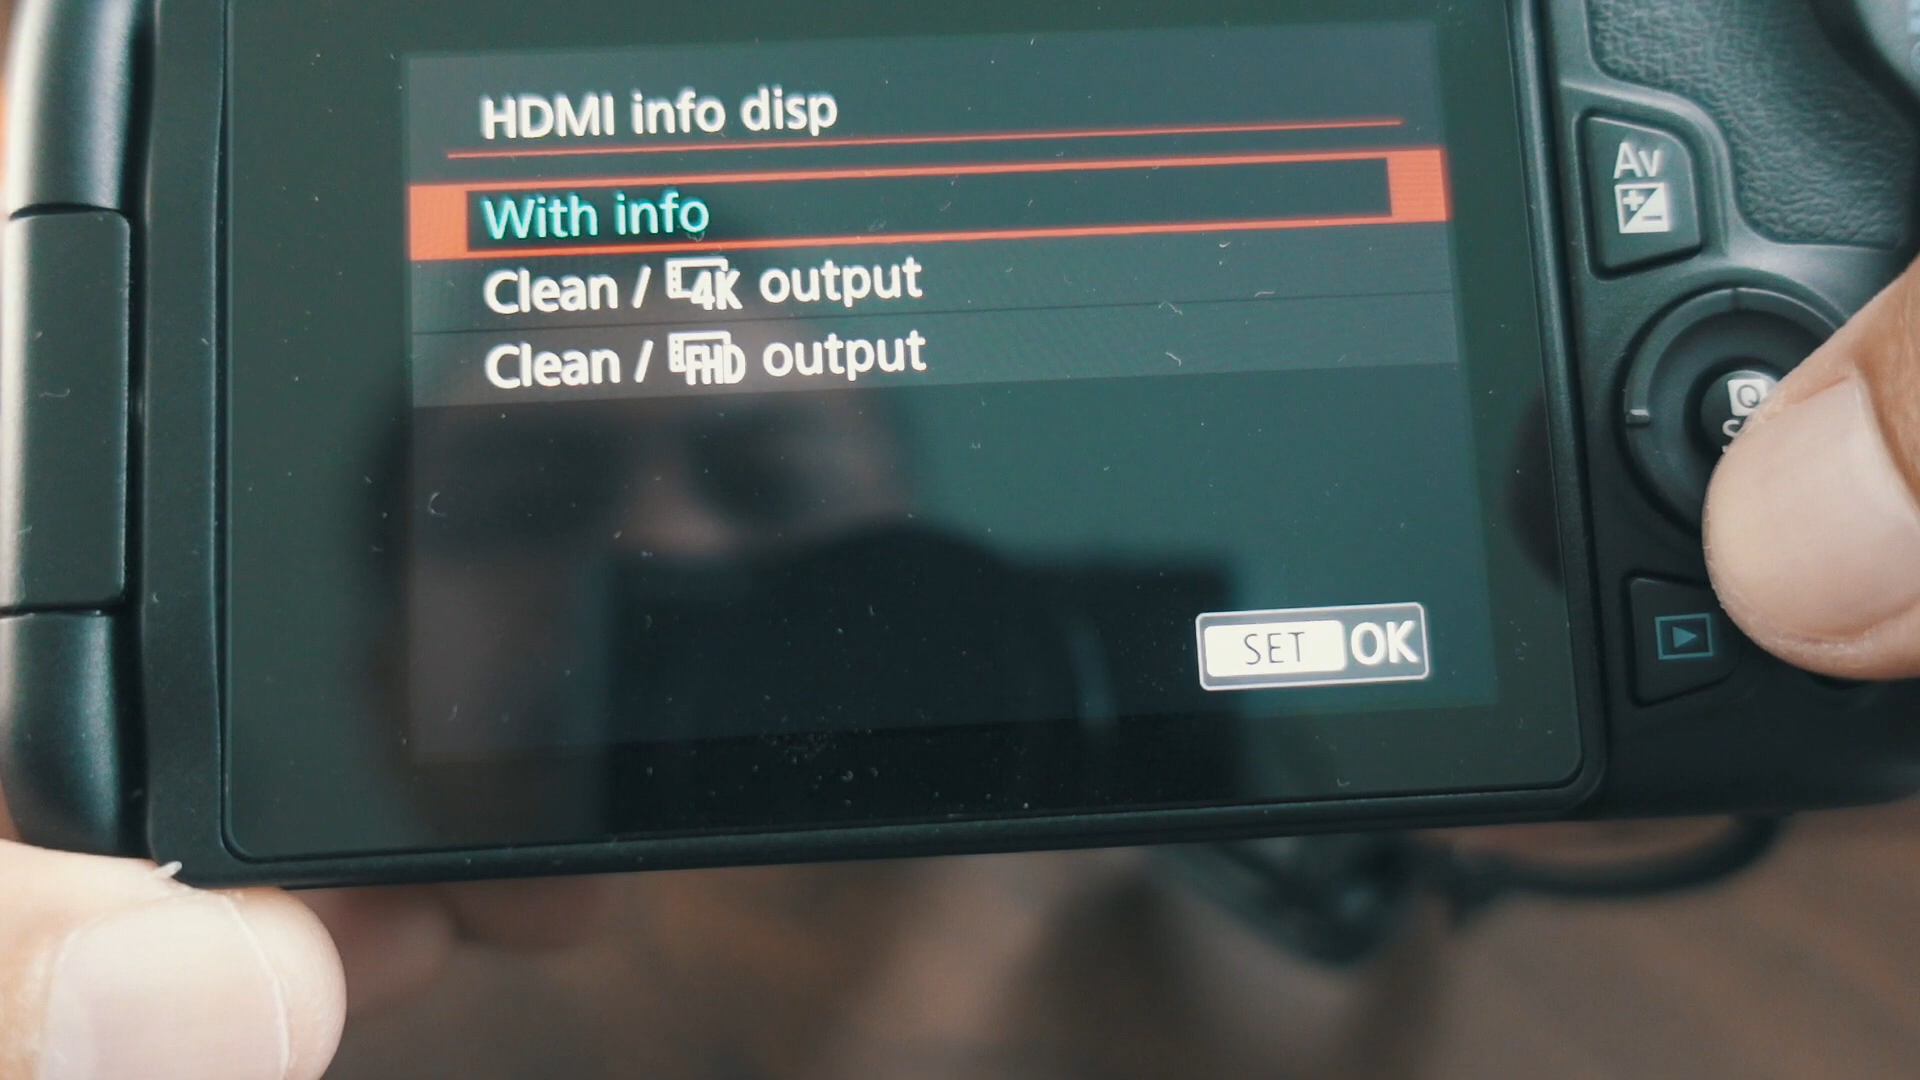 HDMI info disp
With info
Clean / 4K output
Clean / FHD output
SET OK
Av
Q